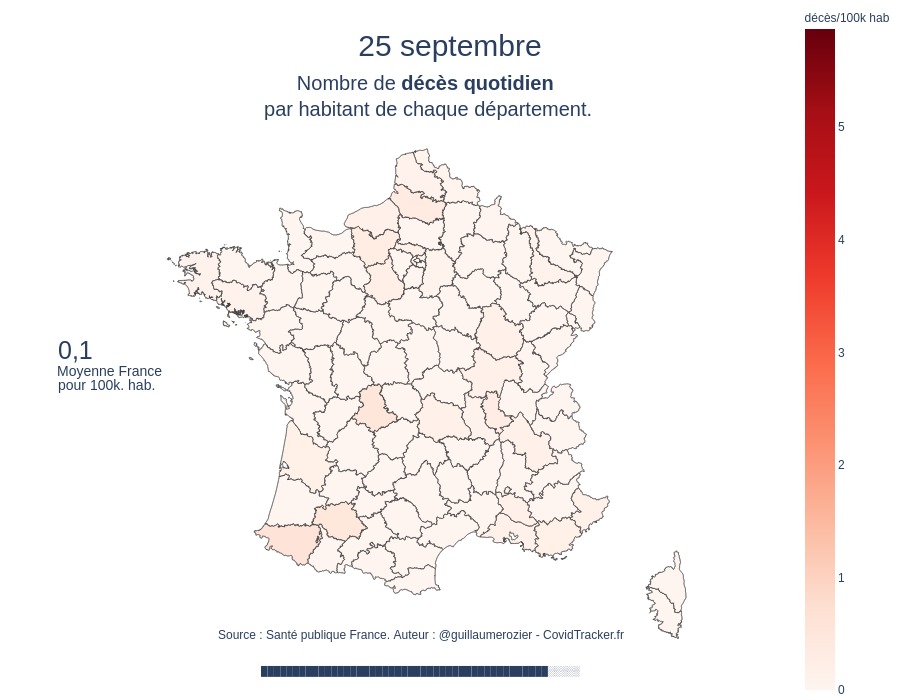 décès/100k hab
25 septembre
Nombre de décès quotidien
par habitant de chaque département.
5
4
3
2
1
0
0,1
Moyenne France
pour 100k. hab.
Source : Santé publique France. Auteur : @guillaumerozier - CovidTracker.fr